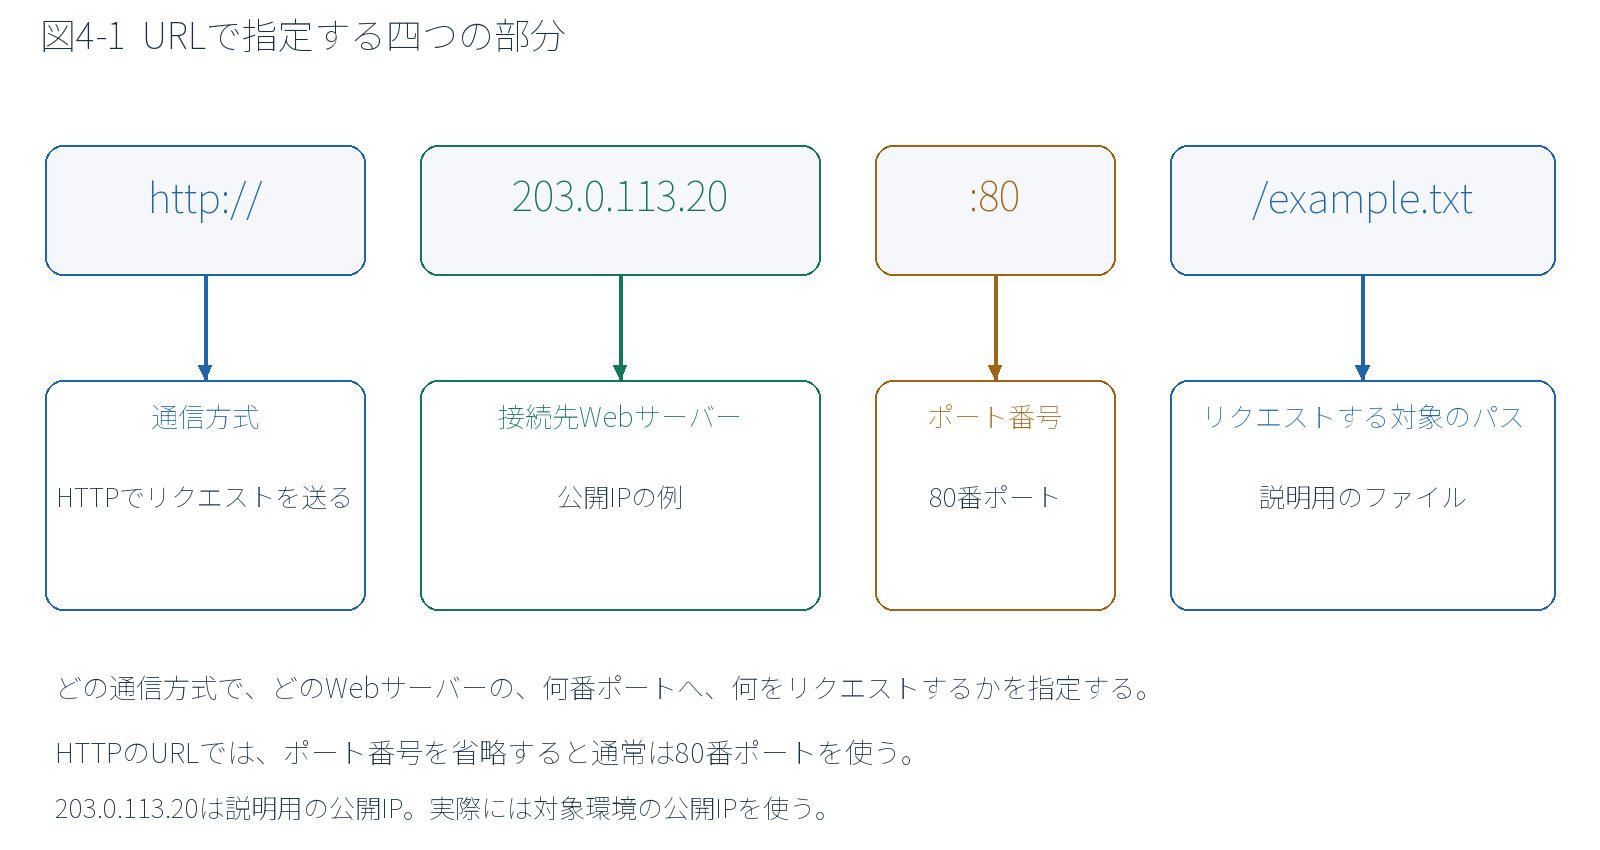 図4-1 URLで指定する四つの部分
http://
203.0.113.20
:80
/example.txt
通信方式
接続先Webサーバー
ポート番号
リクエストする対象のパス
HTTPでリクエストを送る
公開IPの例
80番ポート
説明用のファイル
どの通信方式で、どのWebサーバーの、何番ポートへ、何をリクエストするかを指定する。
HTTPのURLでは、ポート番号を省略すると通常は80番ポートを使う。
203.0.113.20は説明用の公開IP。実際には対象環境の公開IPを使う。